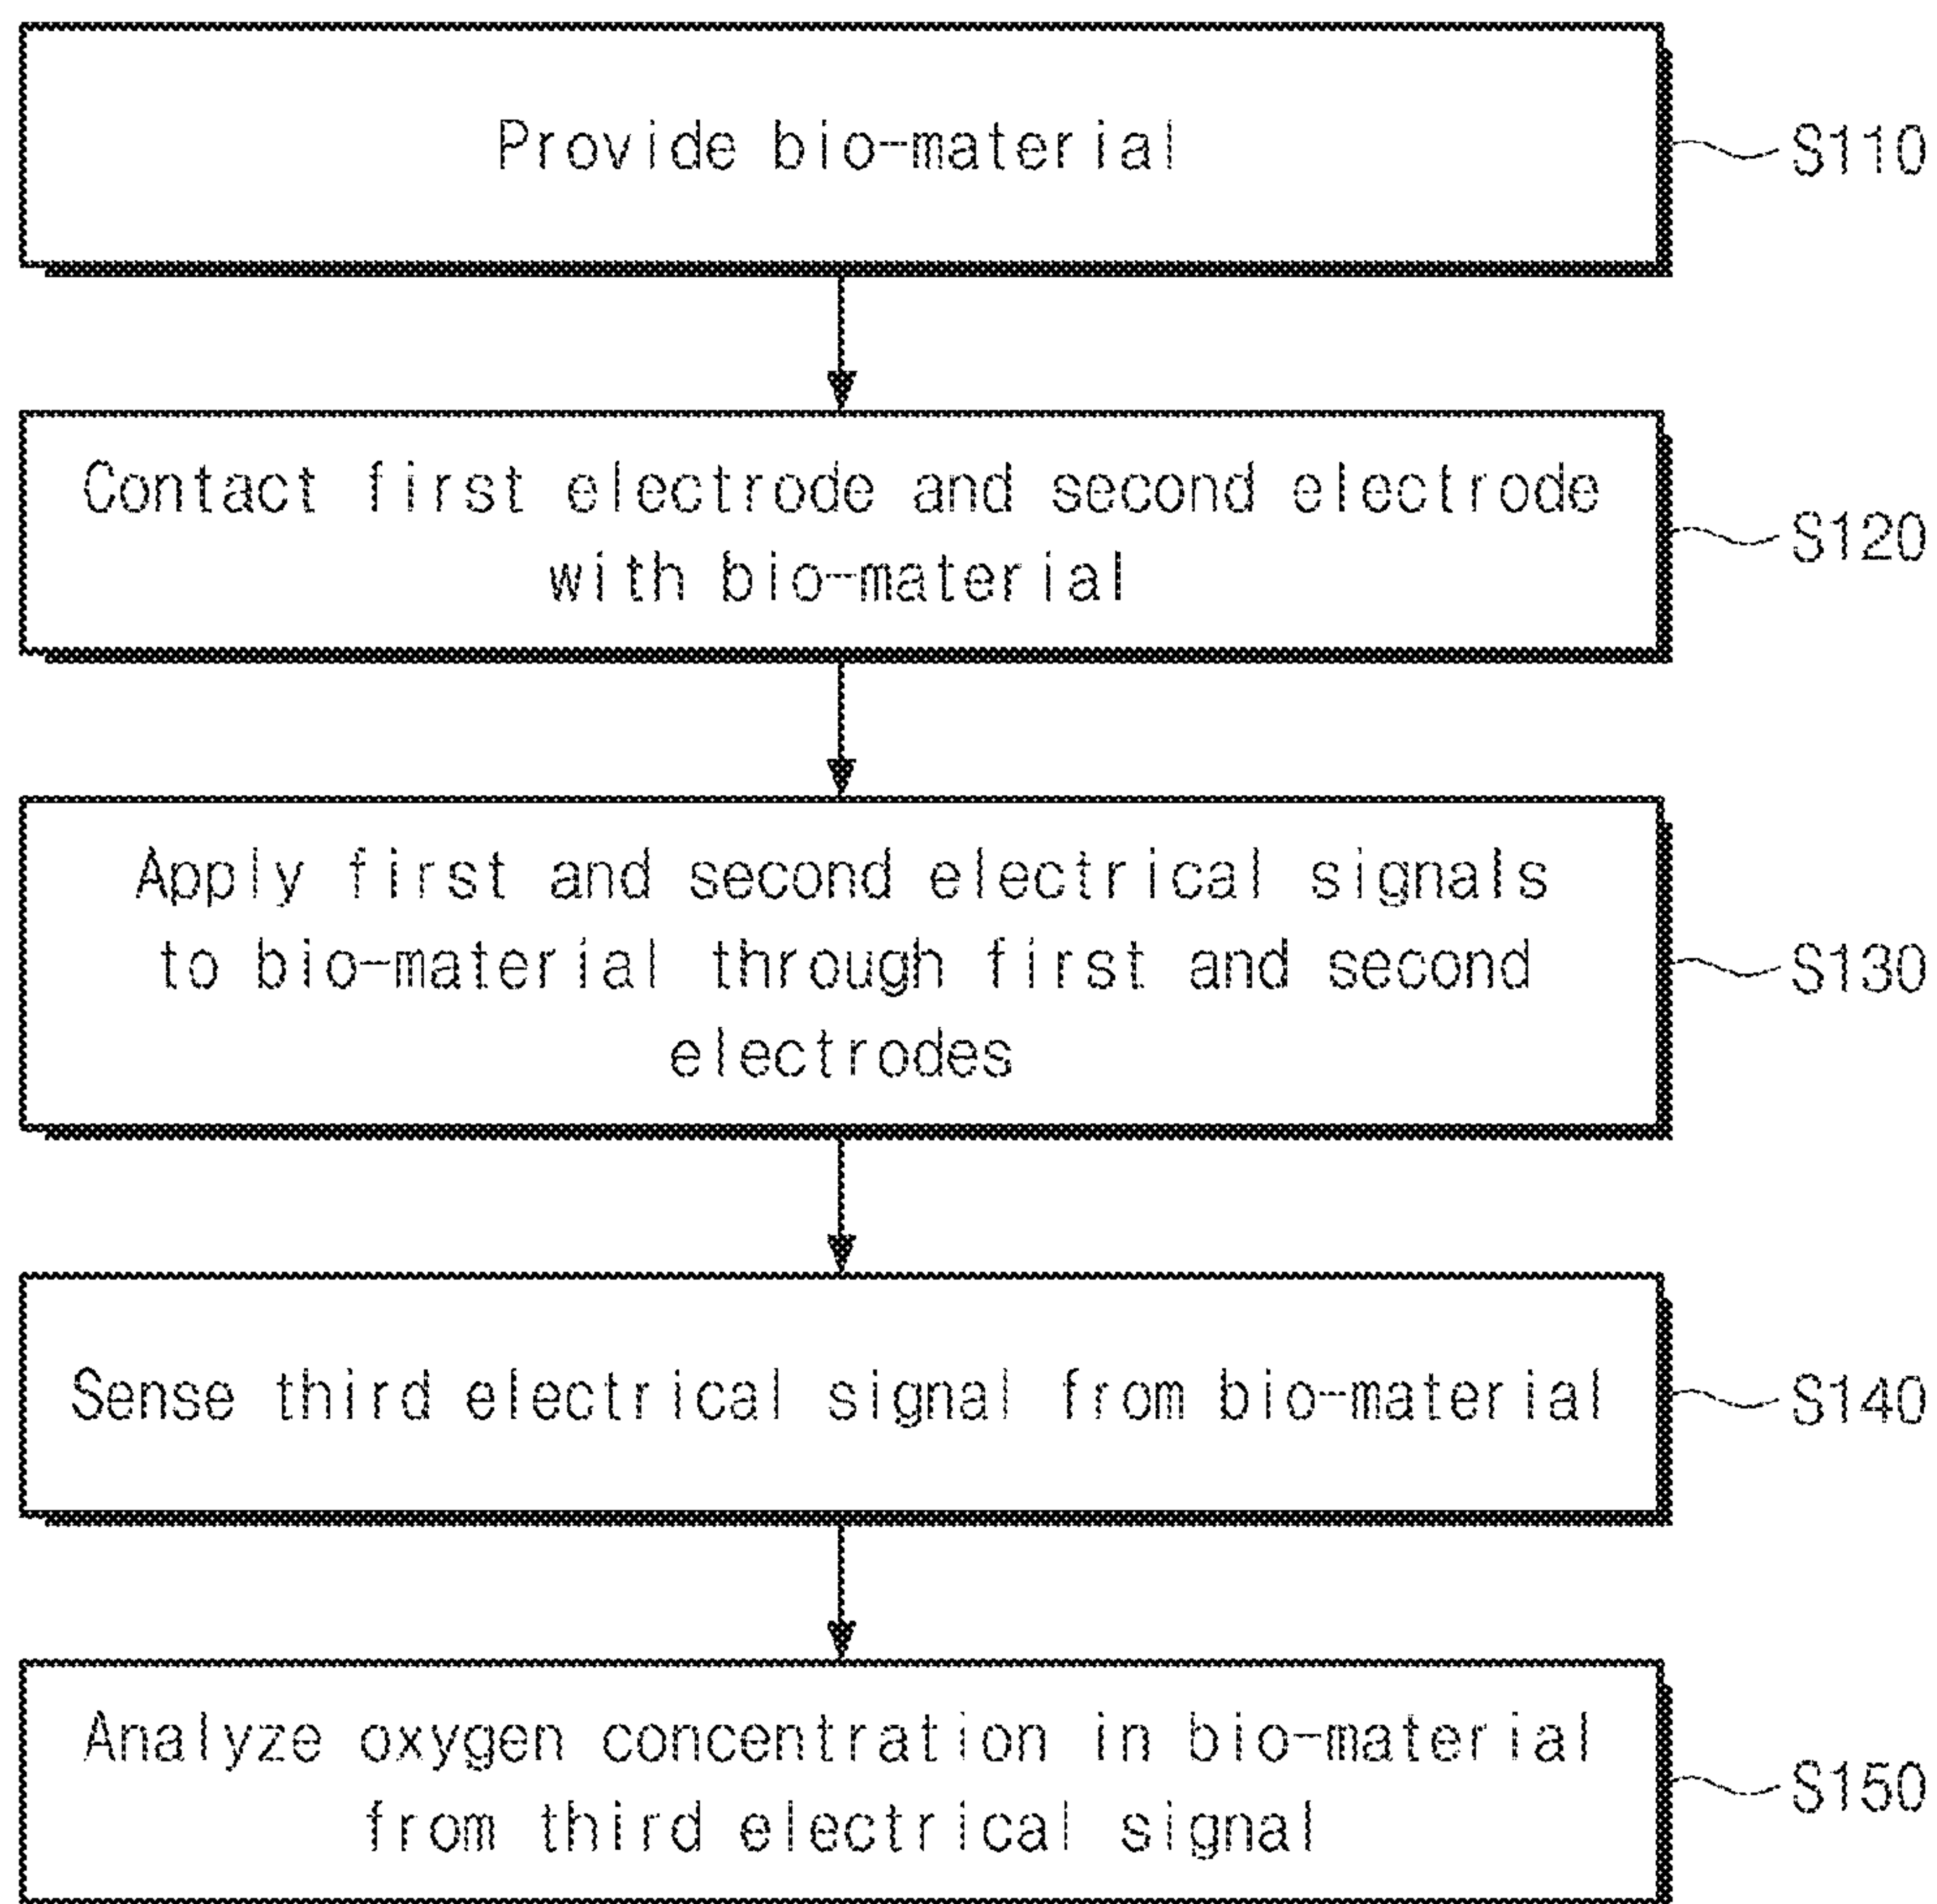 Provide bio-material
S110
Contact first electrode and second electrode
with bio-material
S120
Apply first and second electrical signals
to bio-material through first and second
electrodes
S130
Sense third electrical signal from bio-material
S140
Analyze oxygen concentration in bio-material
from third electrical signal
S150